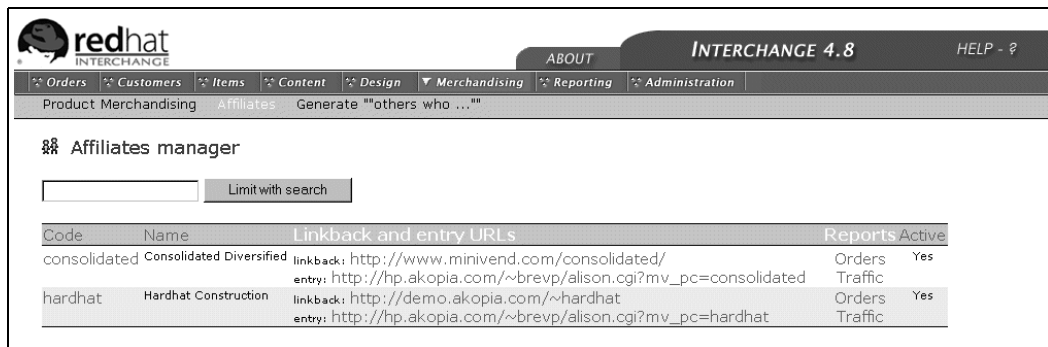 redhat
INTERCHANGE
ABOUT
INTERCHANGE 4.8
HELP - ?
Orders Customers Items Content Design Merchandising Reporting Administration
Product Merchandising Affiliates Generate ""others who ...""
Affiliates manager
Limit with search
Code Name Linkback and entry URLs Reports Active
consolidated Consolidated Diversified linkback: http://www.minivend.com/consolidated/ Orders Yes
entry: http://hp.akopia.com/~brevp/alison.cgi?mv_pc=consolidated Traffic
hardhat Hardhat Construction linkback: http://demo.akopia.com/~hardhat Orders Yes
entry: http://hp.akopia.com/~brevp/alison.cgi?mv_pc=hardhat Traffic